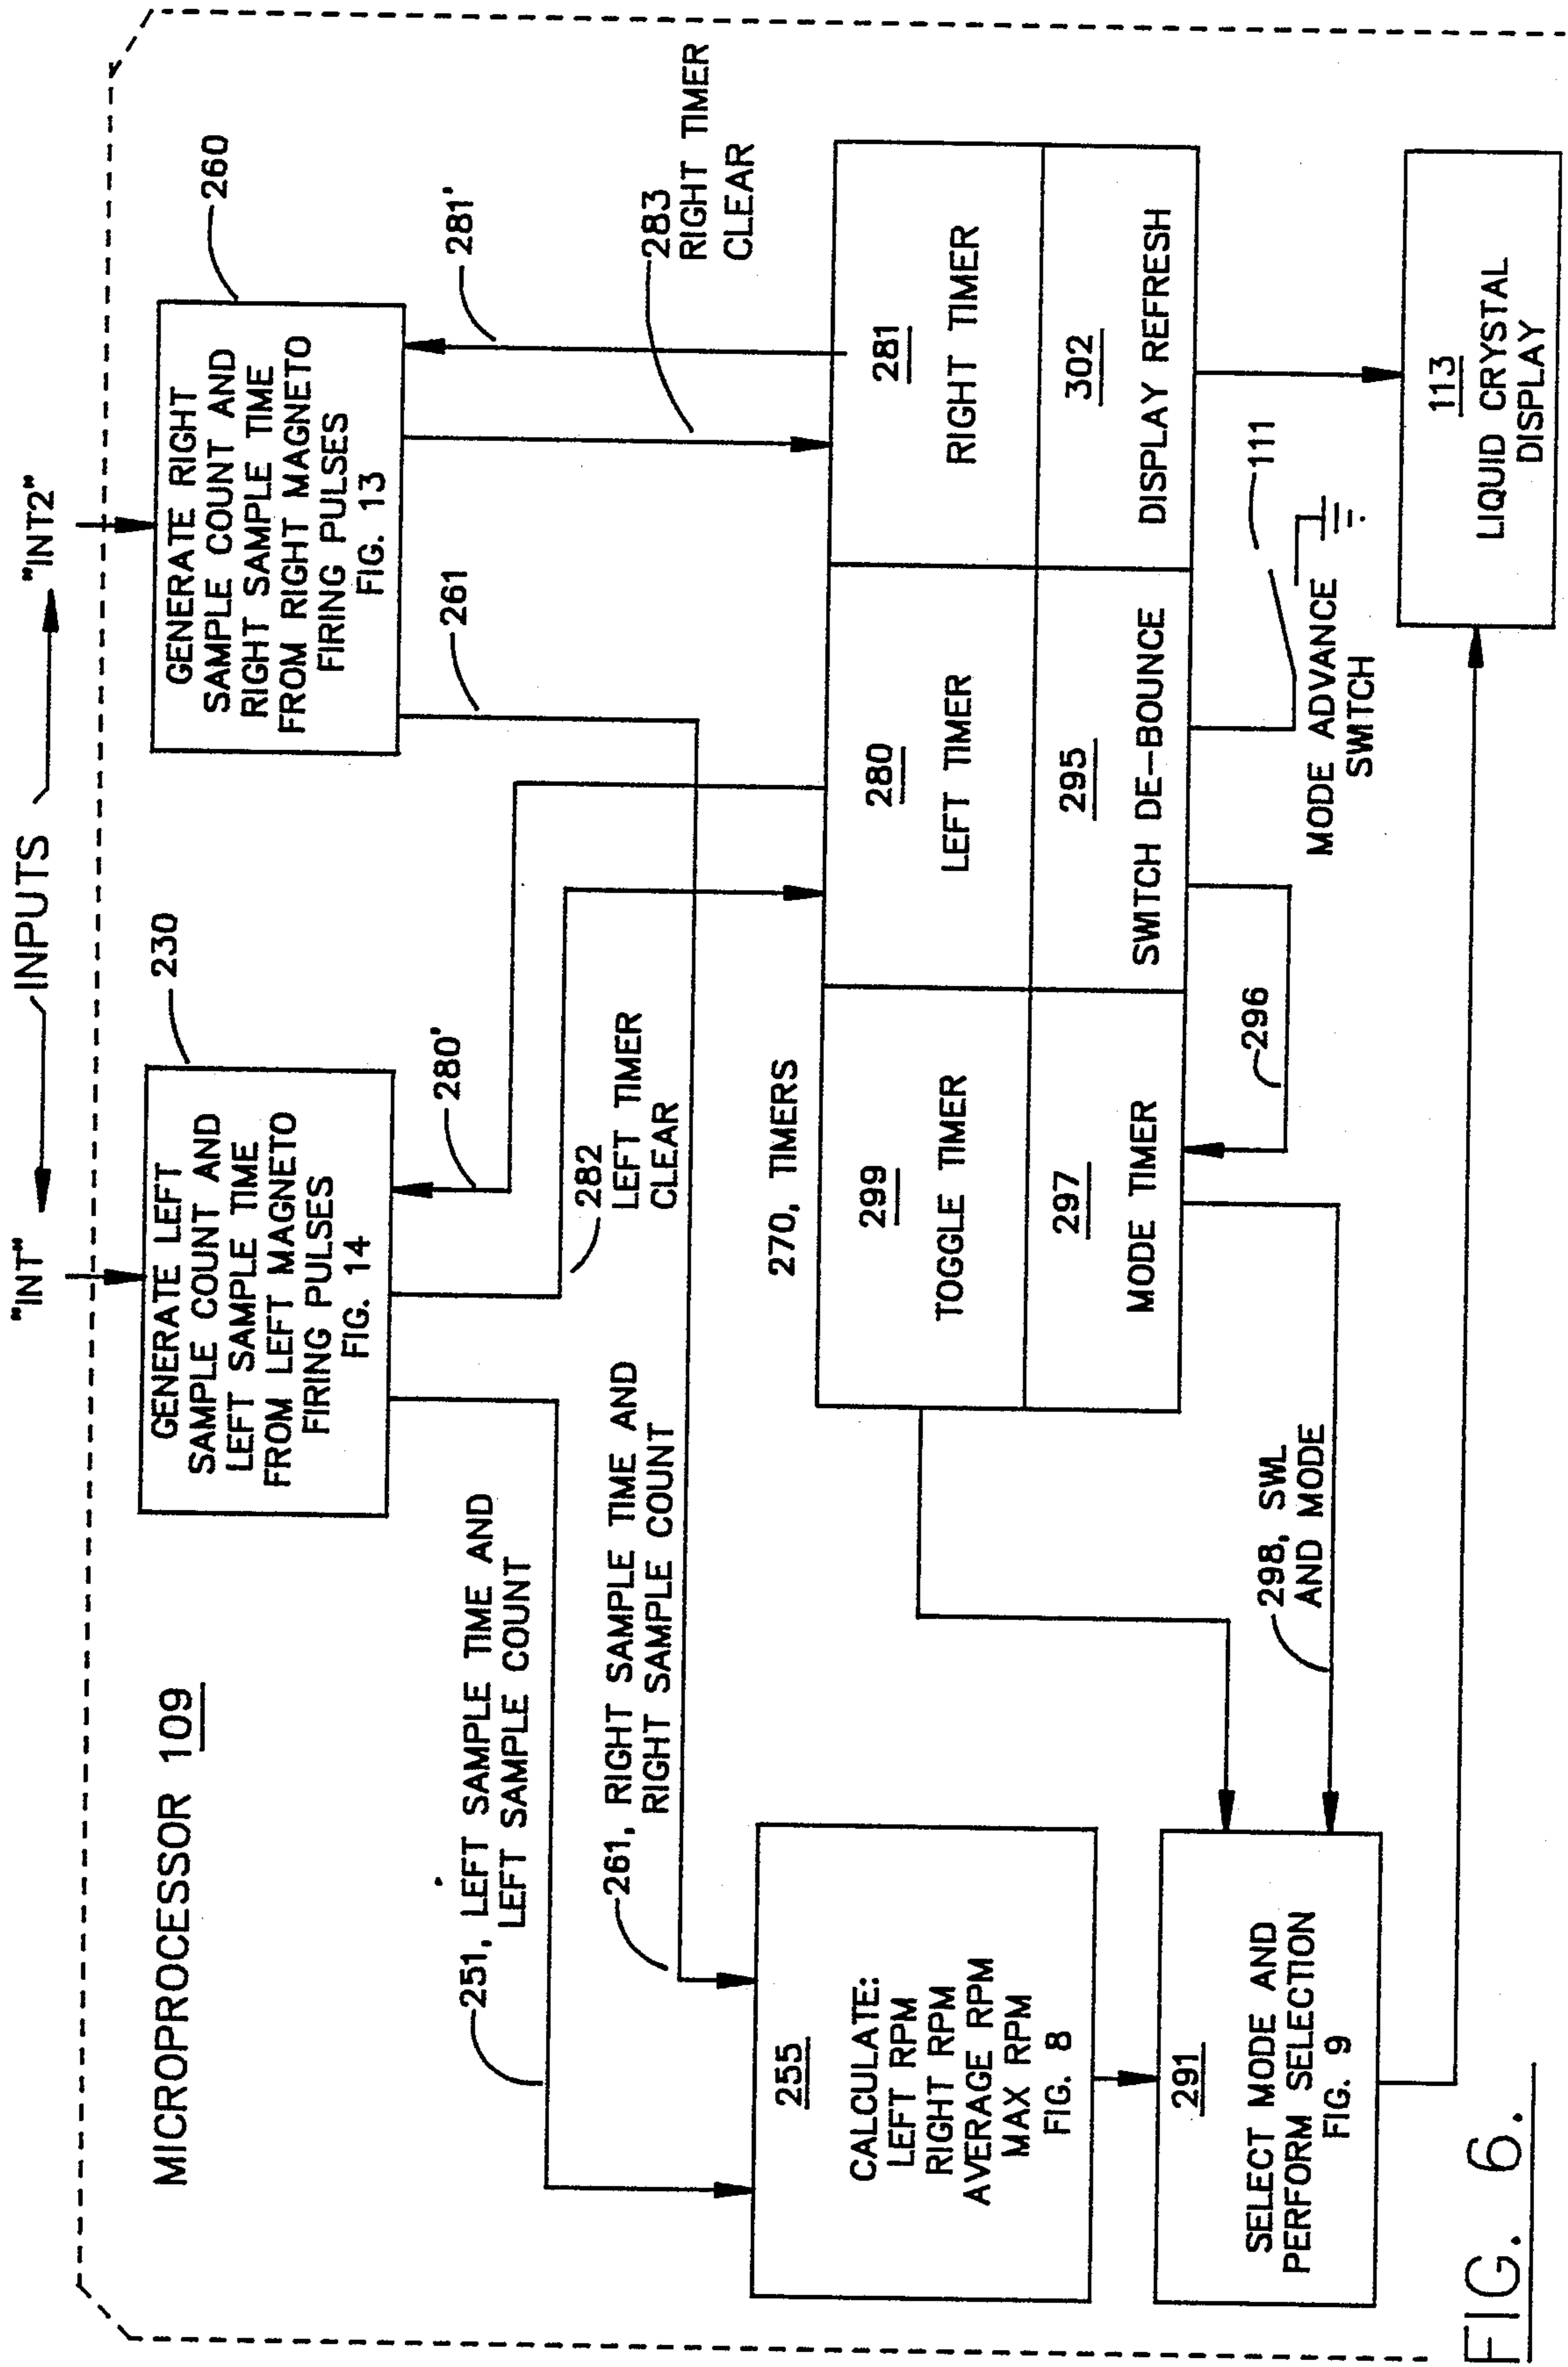 INPUTS
"INT"
"INT2"
MICROPROCESSOR 109
230
GENERATE LEFT
SAMPLE COUNT AND
LEFT SAMPLE TIME
FROM LEFT MAGNETO
FIRING PULSES
FIG. 14
260
GENERATE RIGHT
SAMPLE COUNT AND
RIGHT SAMPLE TIME
FROM RIGHT MAGNETO
FIRING PULSES
FIG. 13
251, LEFT SAMPLE TIME AND
LEFT SAMPLE COUNT
280'
261
281'
282
LEFT TIMER
CLEAR
283
RIGHT TIMER
CLEAR
261, RIGHT SAMPLE TIME AND
RIGHT SAMPLE COUNT
270, TIMERS
299
TOGGLE TIMER
280
LEFT TIMER
281
RIGHT TIMER
297
MODE TIMER
295
SWITCH DE-BOUNCE
302
DISPLAY REFRESH
255
CALCULATE:
LEFT RPM
RIGHT RPM
AVERAGE RPM
MAX RPM
FIG. 8
296
111
MODE ADVANCE
SWITCH
298, SWL
AND MODE
291
SELECT MODE AND
PERFORM SELECTION
FIG. 9
113
LIQUID CRYSTAL
DISPLAY
FIG. 6.